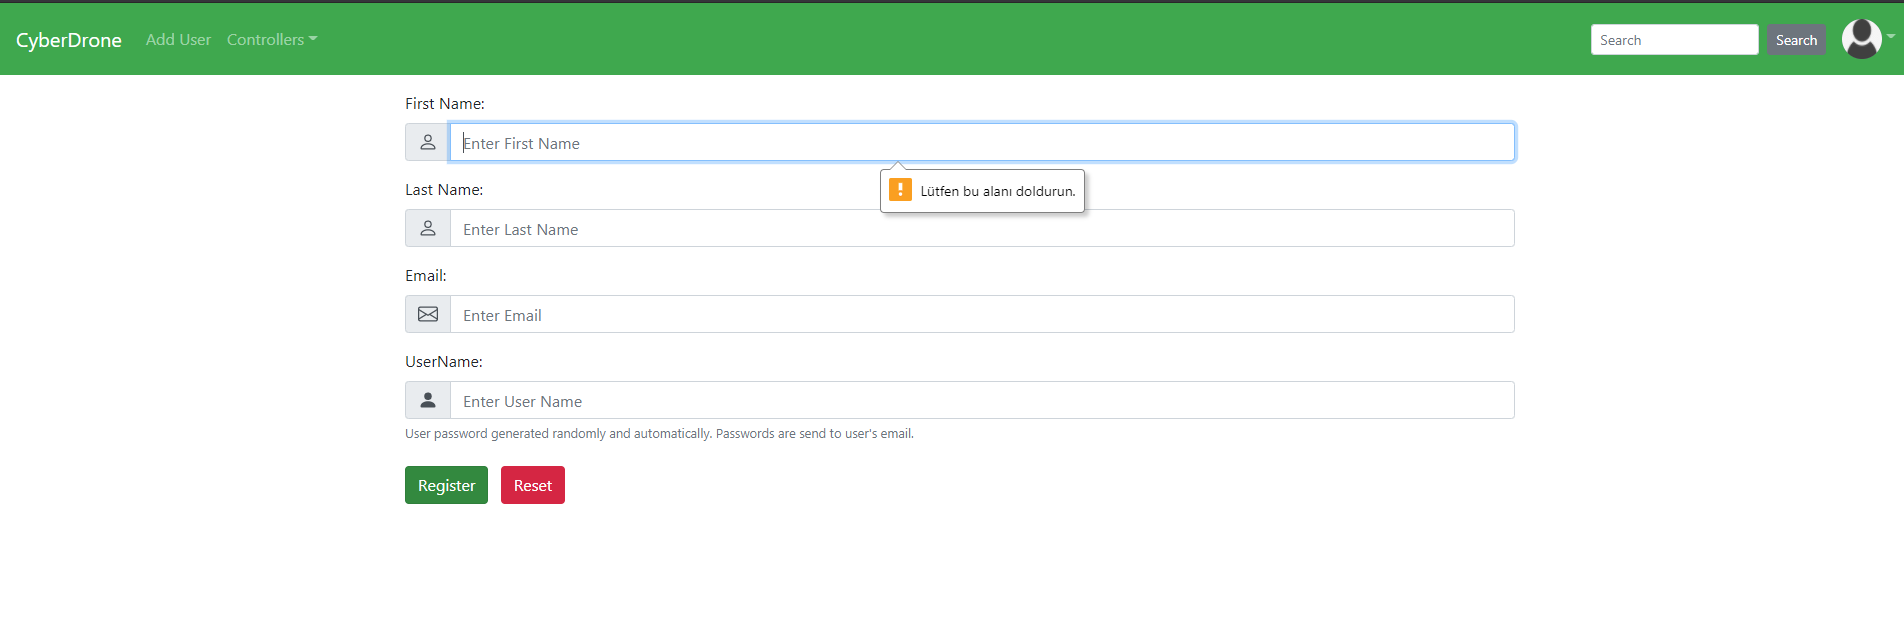 CyberDrone Add User Controllers Search Search
First Name:
Enter First Name
Lütfen bu alanı doldurun.
Last Name:
Enter Last Name
Email:
Enter Email
UserName:
Enter User Name
User password generated randomly and automatically. Passwords are send to user's email.
Register Reset